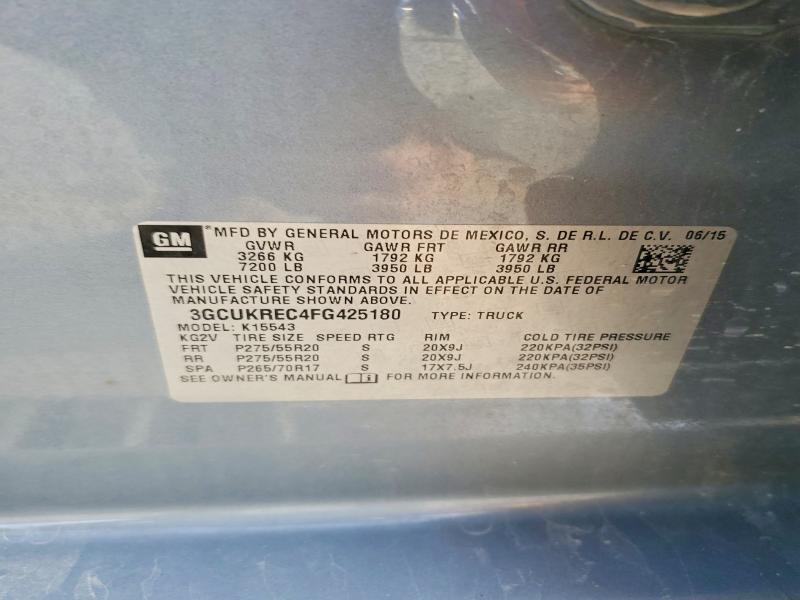 GM ® MFD BY GENERAL MOTORS DE MEXICO, S. DE R.L. DE C.V. 06/15
GVWR GAWR FRT GAWR RR
3266 KG 1792 KG 1792 KG
7200 LB 3950 LB 3950 LB
THIS VEHICLE CONFORMS TO ALL APPLICABLE U.S. FEDERAL MOTOR
VEHICLE SAFETY STANDARDS IN EFFECT ON THE DATE OF
MANUFACTURE SHOWN ABOVE.
3GCUKREC4FG425180 TYPE: TRUCK
MODEL: K15543
KG2V TIRE SIZE SPEED RTG RIM COLD TIRE PRESSURE
FRT P275/55R20 S 20X9J 220KPA(32PSI)
RR P275/55R20 S 20X9J 220KPA(32PSI)
SPA P265/70R17 S 17X7.5J 240KPA(35PSI)
SEE OWNER'S MANUAL FOR MORE INFORMATION.